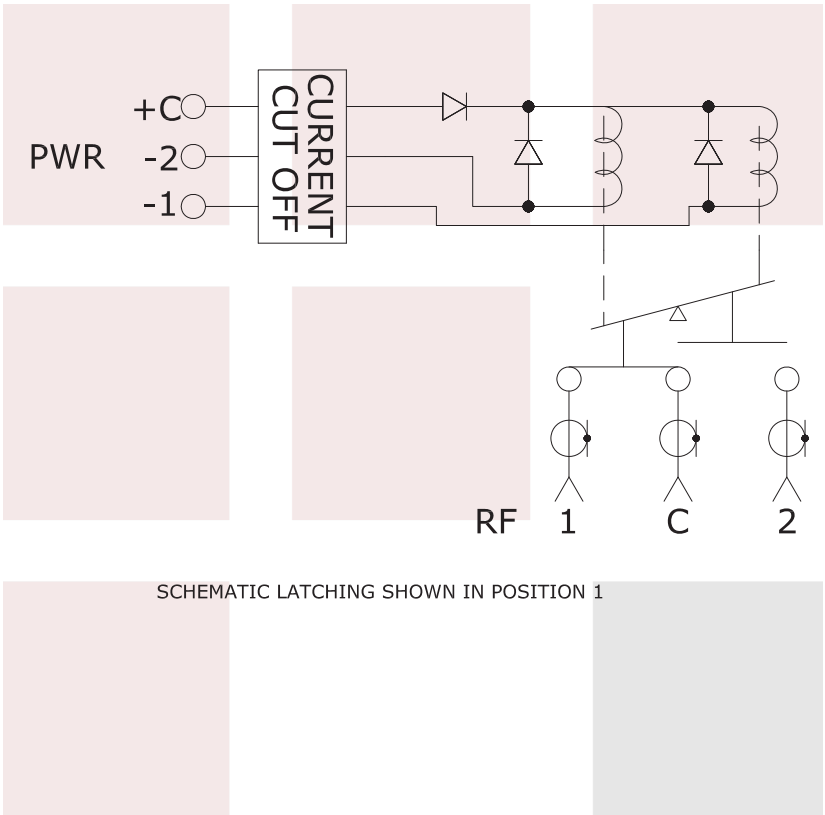 +C
PWR
-2
-1
CURRENT
CUT OFF
RF 1 C 2
SCHEMATIC LATCHING SHOWN IN POSITION 1